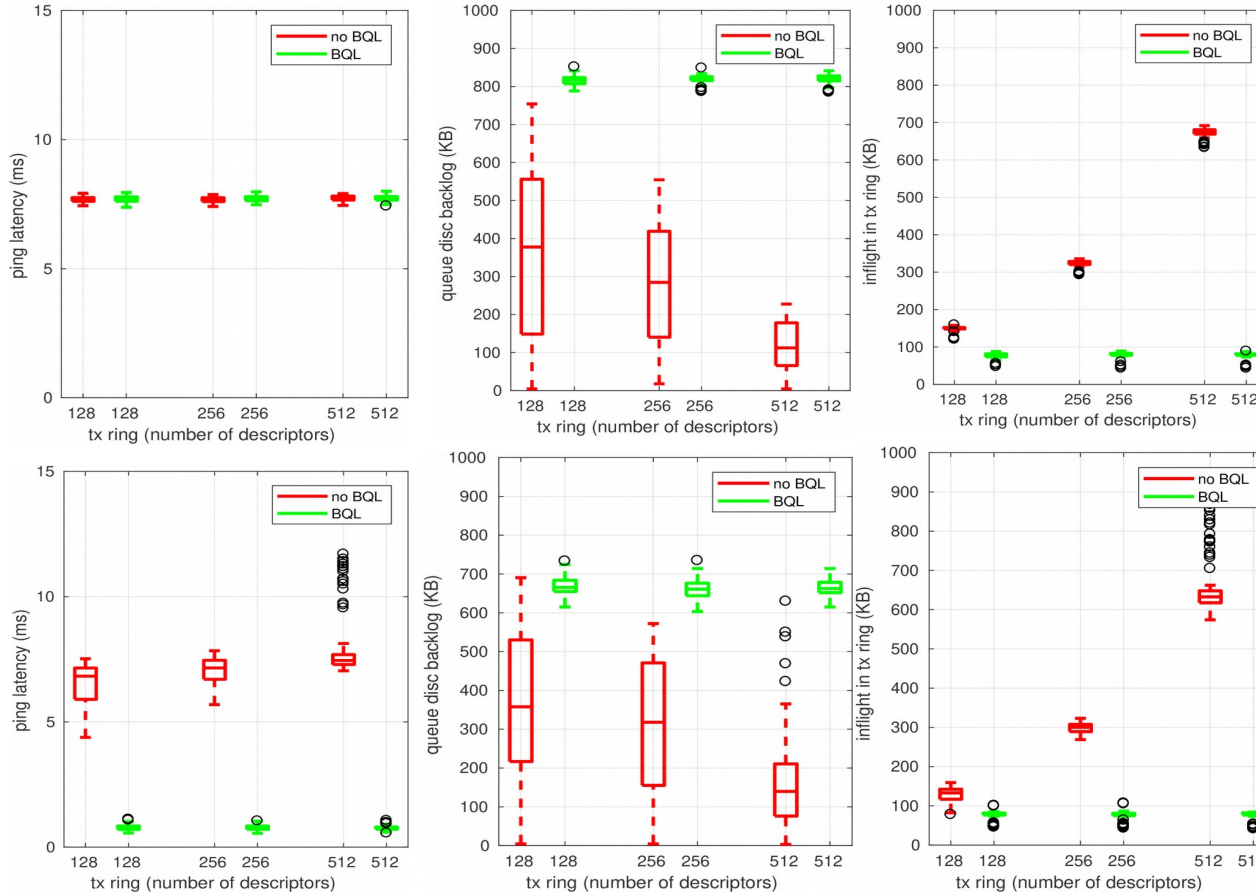 15
10
5
0
ping latency (ms)
no BQL
BQL
128 128 256 256 512 512
tx ring (number of descriptors)
1000
900
800
700
600
500
400
300
200
100
0
queue disc backlog (KB)
no BQL
BQL
128 128 256 256 512 512
tx ring (number of descriptors)
1000
900
800
700
600
500
400
300
200
100
0
inflight in tx ring (KB)
no BQL
BQL
128 128 256 256 512 512
tx ring (number of descriptors)
15
10
5
0
ping latency (ms)
no BQL
BQL
128 128 256 256 512 512
tx ring (number of descriptors)
1000
900
800
700
600
500
400
300
200
100
0
queue disc backlog (KB)
no BQL
BQL
128 128 256 256 512 512
tx ring (number of descriptors)
1000
900
800
700
600
500
400
300
200
100
0
inflight in tx ring (KB)
no BQL
BQL
128 128 256 256 512 51
tx ring (number of descriptors)